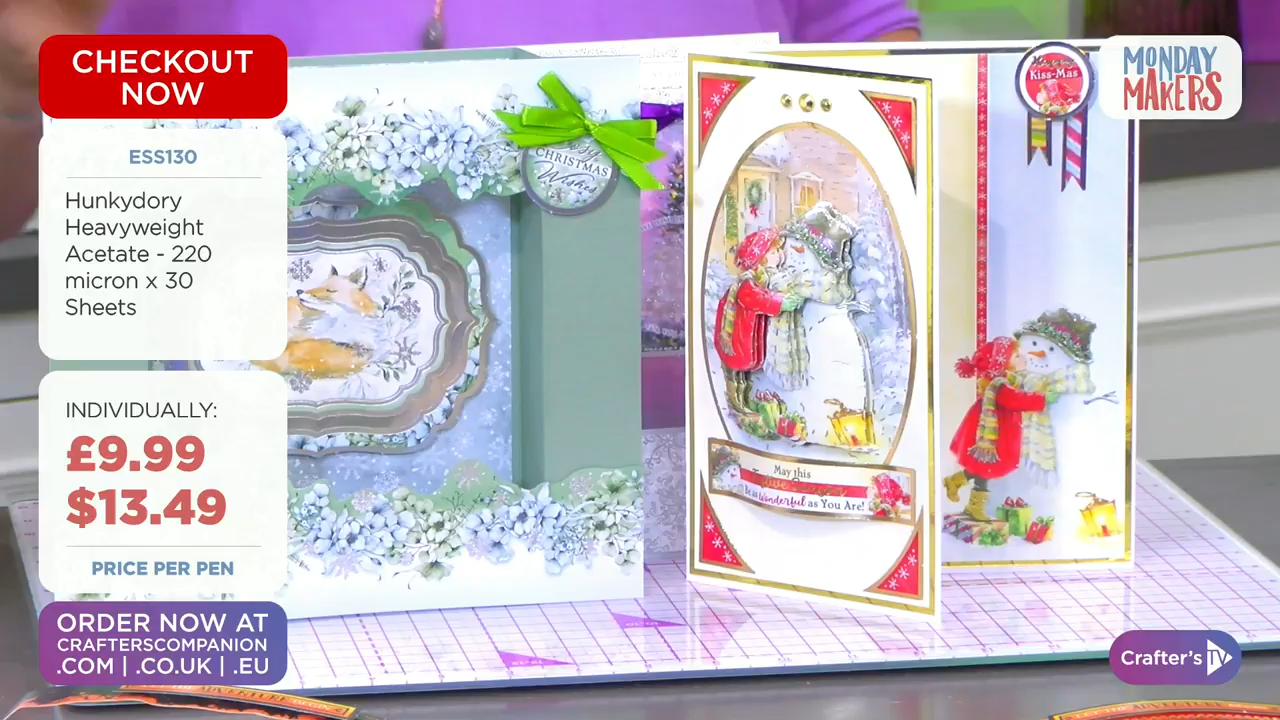 CHECKOUT
NOW
ESS130
Hunkydory
Heavyweight
Acetate - 220
micron x 30
Sheets
INDIVIDUALLY:
£9.99
$13.49
PRICE PER PEN
ORDER NOW AT
CRAFTERSCOMPANION
.COM | .CO.UK | .EU
CHRISTMAS
Wishes
May this
be as Wonderful as You Are!
Kiss-Mas
MONDAY
MAKERS
Crafter's TV
ADVENTURE